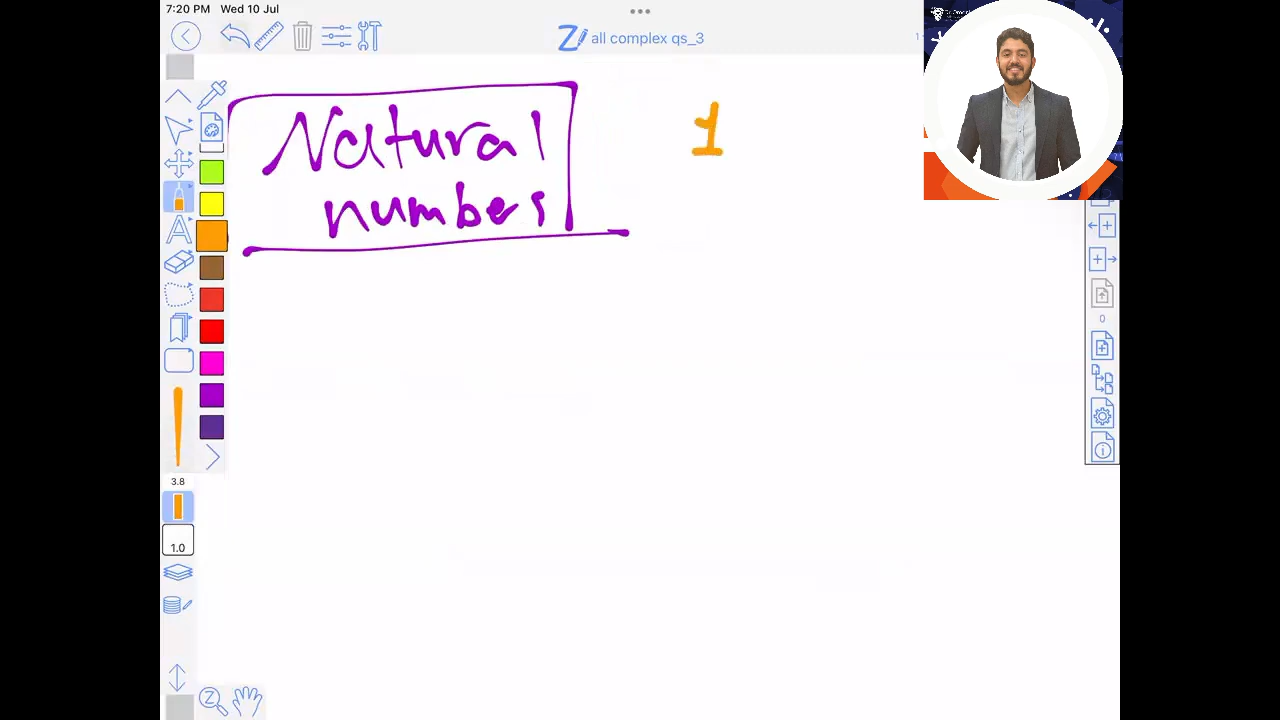 7:20 PM Wed 10 Jul
all complex qs_3
Natural
numbers
1
3.8
1.0
0